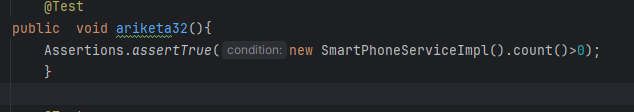 @Test
public  void ariketa32(){
Assertions.assertTrue( condition: new SmartPhoneServiceImpl().count()>0);
}